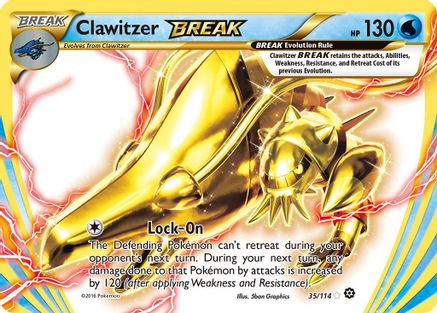 BREAK
Clawitzer BREAK HP 130
Evolves from Clawitzer
BREAK Evolution Rule
Clawitzer BREAK retains the attacks, Abilities,
Weakness, Resistance, and Retreat Cost of its
previous Evolution.
Lock-On
The Defending Pokémon can't retreat during your
opponent's next turn. During your next turn, any
damage done to that Pokémon by attacks is increased
by 120 (after applying Weakness and Resistance).
©2016 Pokémon Illus. 5ban Graphics 35/114